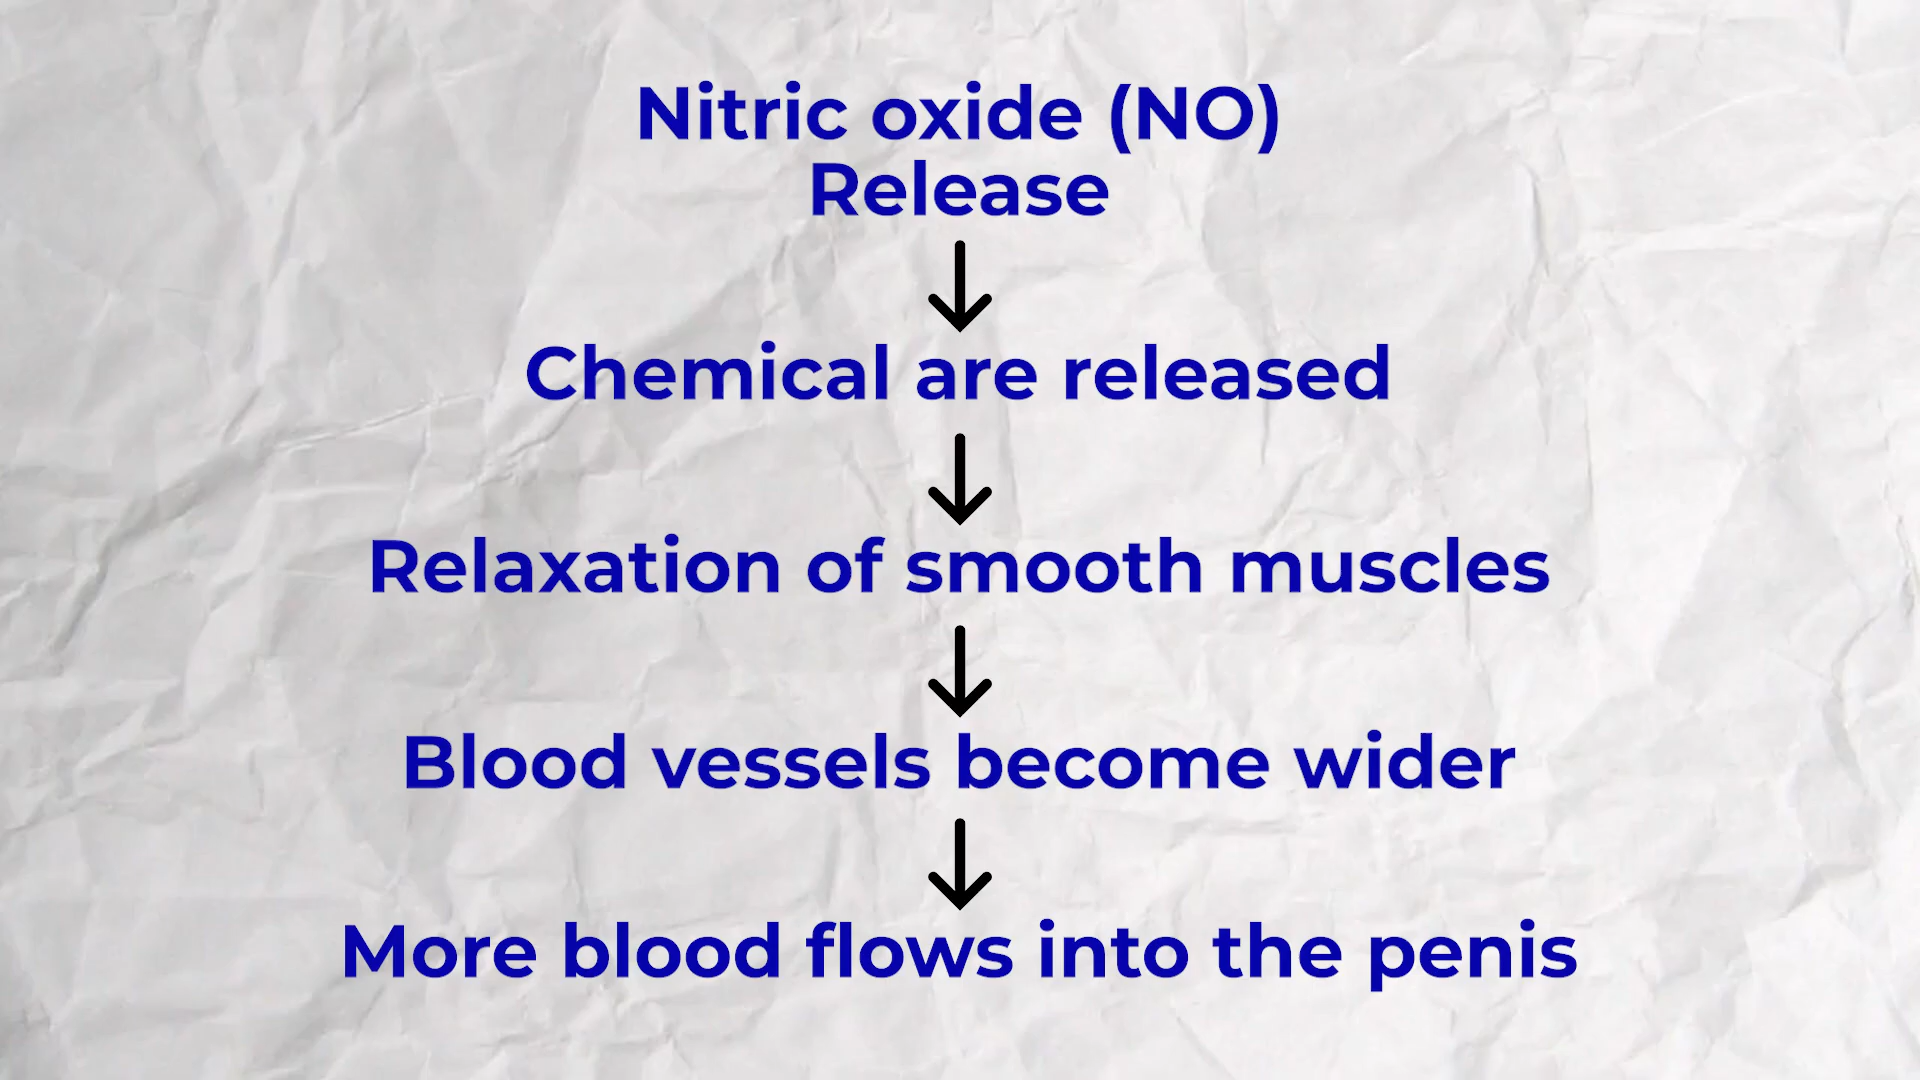 Nitric oxide (NO)
Release
Chemical are released
Relaxation of smooth muscles
Blood vessels become wider
More blood flows into the penis